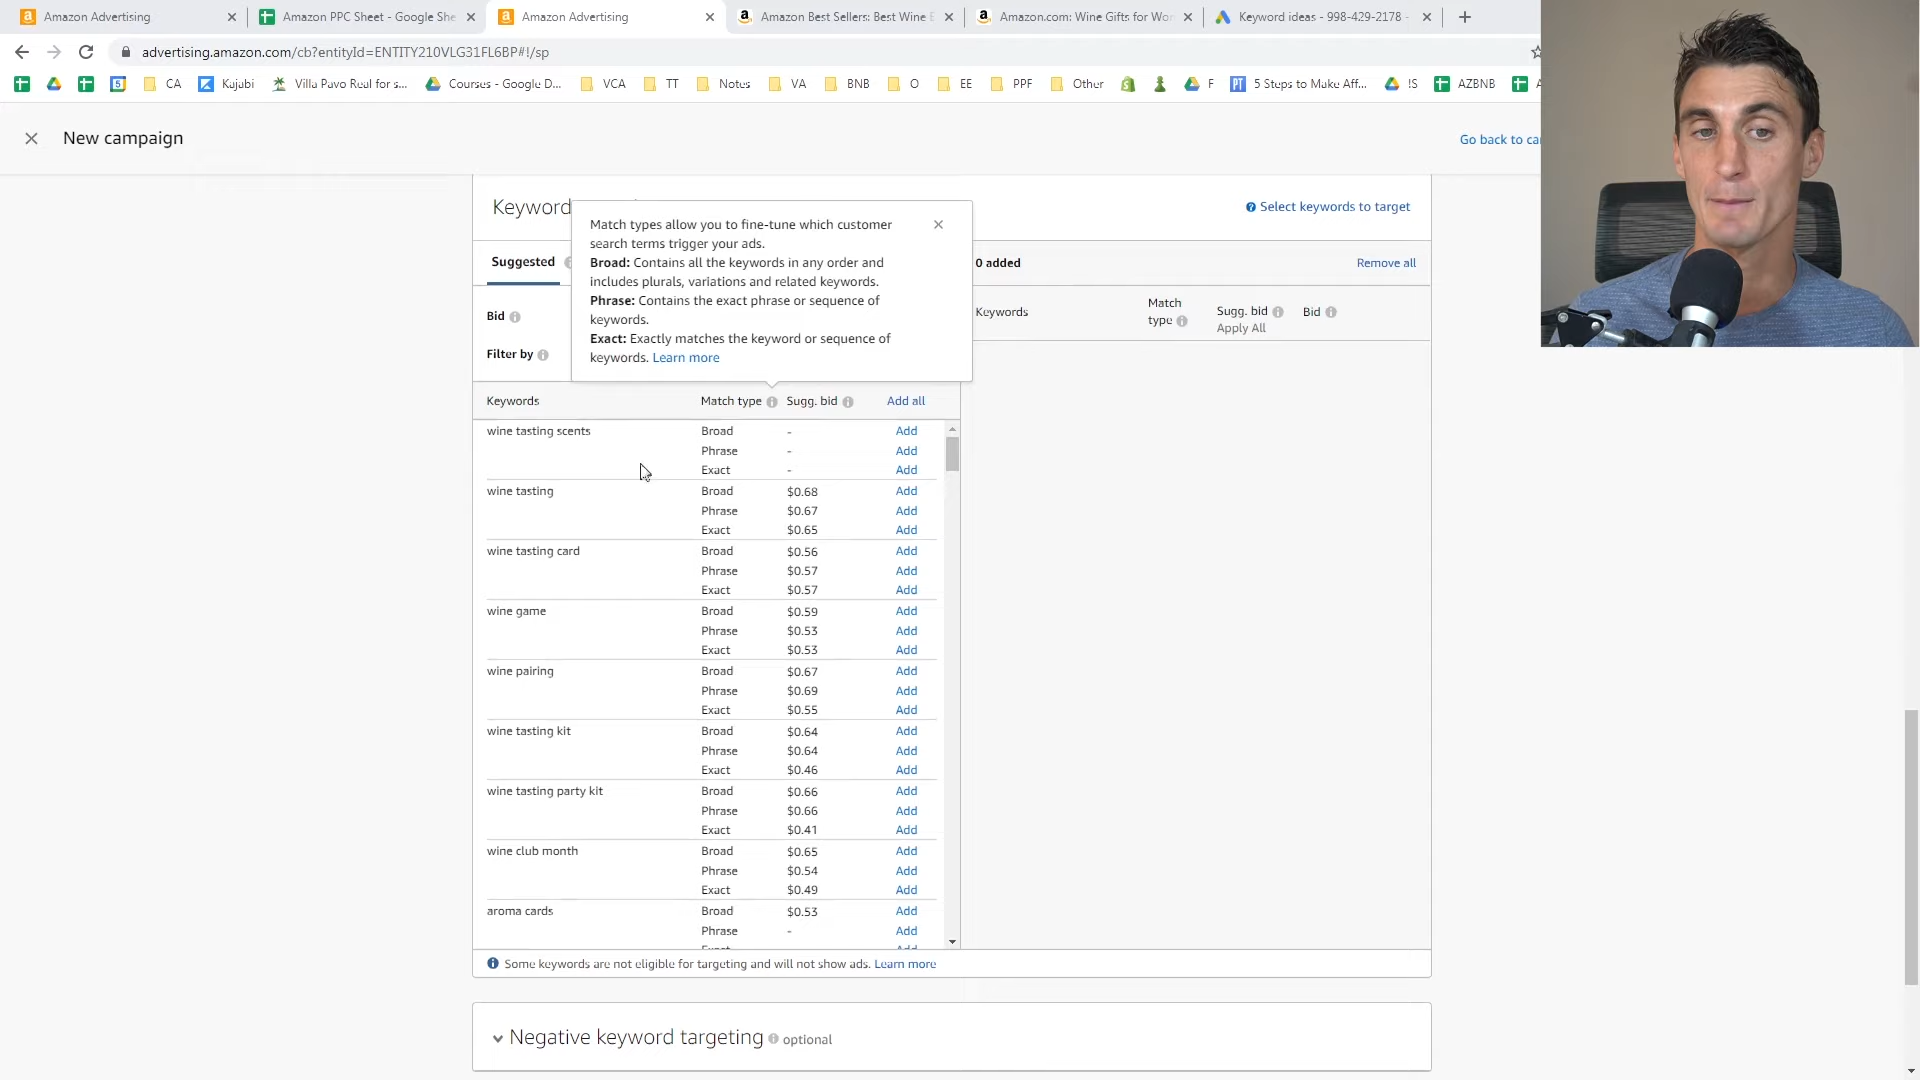 Amazon Advertising
Amazon PPC Sheet - Google She
Amazon Advertising
Amazon Best Sellers: Best Wine E
Amazon.com: Wine Gifts for Wor
Keyword ideas - 998-429-2178 -
advertising.amazon.com/cb?entityId=ENTITY210VLG31FL6BP#!/sp
CA
Kajabi
Villa Pavo Real for s...
Courses - Google D...
VCA
TT
Notes
VA
BNB
O
EE
PPF
Other
F
5 Steps to Make Aff...
!S
AZBNB
New campaign
Go back to
Keyword
Select keywords to target
Match types allow you to fine-tune which customer
search terms trigger your ads.
Broad: Contains all the keywords in any order and
includes plurals, variations and related keywords.
Phrase: Contains the exact phrase or sequence of
keywords.
Exact: Exactly matches the keyword or sequence of
keywords. Learn more
Suggested
0 added
Remove all
Bid
Filter by
Keywords
Match
type
Sugg. bid
Apply All
Bid
Keywords Match type Sugg. bid Add all
wine tasting scents Broad - Add
Phrase - Add
Exact - Add
wine tasting Broad $0.68 Add
Phrase $0.67 Add
Exact $0.65 Add
wine tasting card Broad $0.56 Add
Phrase $0.57 Add
Exact $0.57 Add
wine game Broad $0.59 Add
Phrase $0.53 Add
Exact $0.53 Add
wine pairing Broad $0.67 Add
Phrase $0.69 Add
Exact $0.55 Add
wine tasting kit Broad $0.64 Add
Phrase $0.64 Add
Exact $0.46 Add
wine tasting party kit Broad $0.66 Add
Phrase $0.66 Add
Exact $0.41 Add
wine club month Broad $0.65 Add
Phrase $0.54 Add
Exact $0.49 Add
aroma cards Broad $0.53 Add
Phrase - Add
Some keywords are not eligible for targeting and will not show ads. Learn more
Negative keyword targeting optional